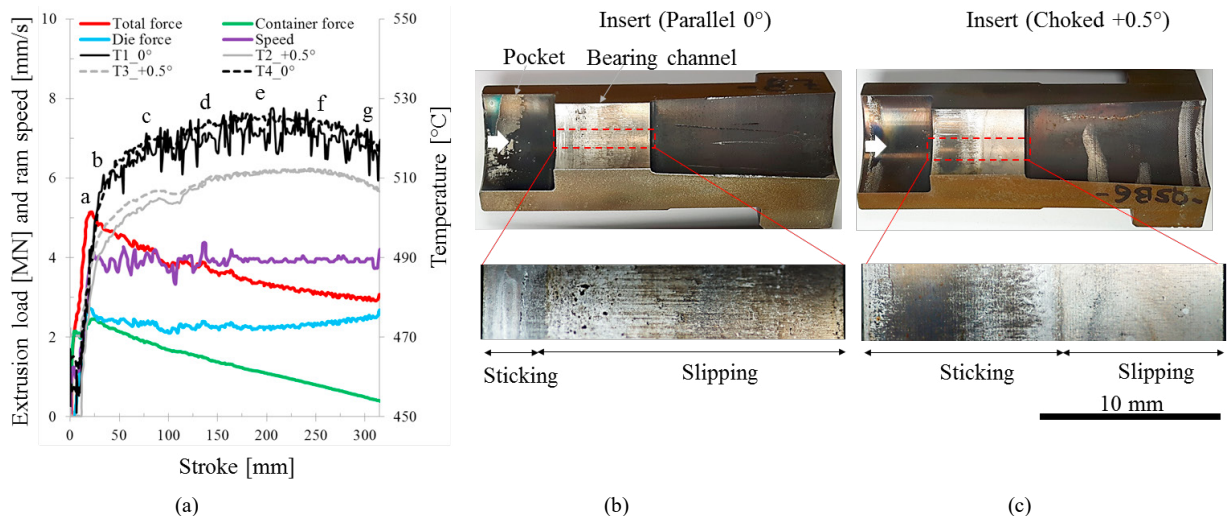 Extrusion load [MN] and ram speed [mm/s]
10
8
6
4
2
0
Total force
Container force
Die force
Speed
T1_0°
T2_+0.5°
T3_+0.5°
T4_0°
a
b
c
d
e
f
g
550
530
510
490
470
450
Temperature [°C]
0
50
100
150
200
250
300
Stroke [mm]
(a)
Insert (Parallel 0°)
Pocket
Bearing channel
Sticking
Slipping
(b)
Insert (Choked +0.5°)
-QSB6-
Sticking
Slipping
10 mm
(c)